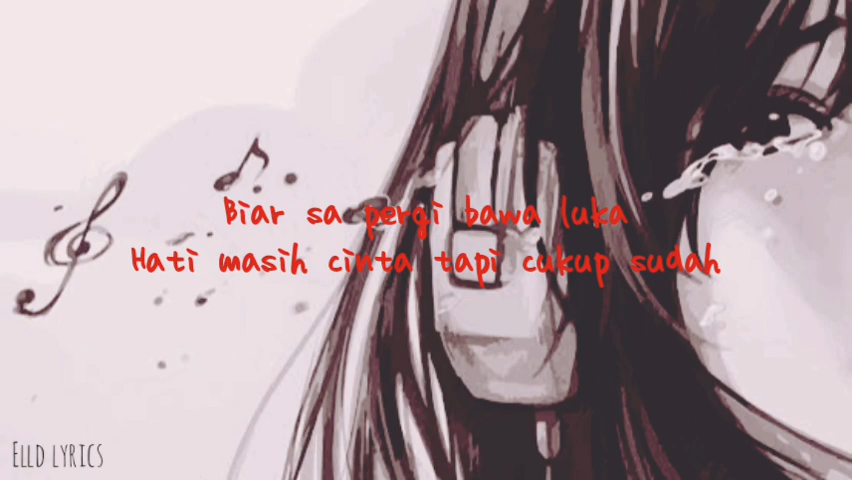 Biar sa pergi bawa luka
Hati masih cinta tapi cukup sudah
Elld lyrics